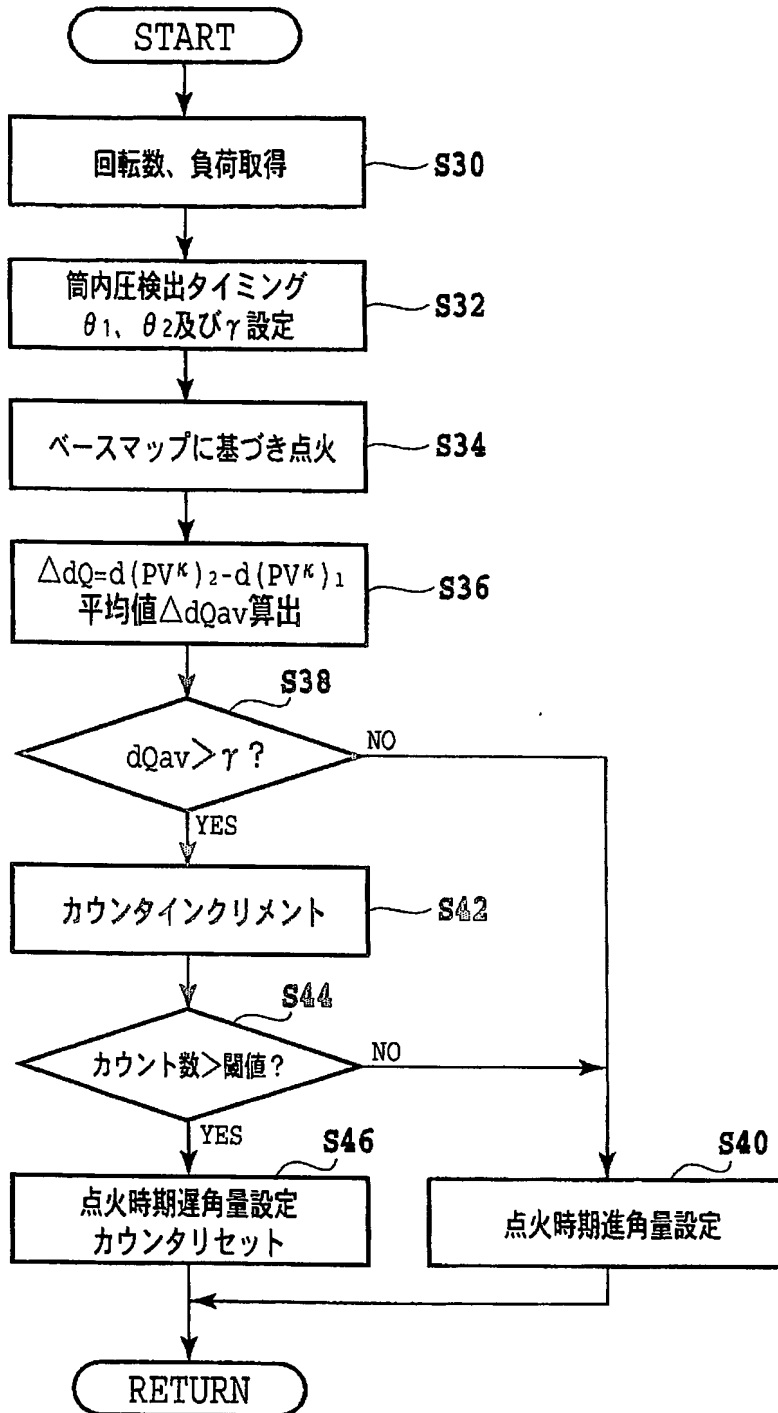 START
回転数、負荷取得
S30
筒内圧検出タイミング
θ1、θ2及びγ設定
S32
ベースマップに基づき点火
S34
△dQ=d(PVᴷ)₂-d(PVᴷ)₁
平均値△dQav算出
S36
S38
dQav>γ?
NO
YES
カウンタインクリメント
S42
S44
カウント数>閾値?
NO
YES
S46
点火時期遅角量設定
カウンタリセット
S40
点火時期進角量設定
RETURN